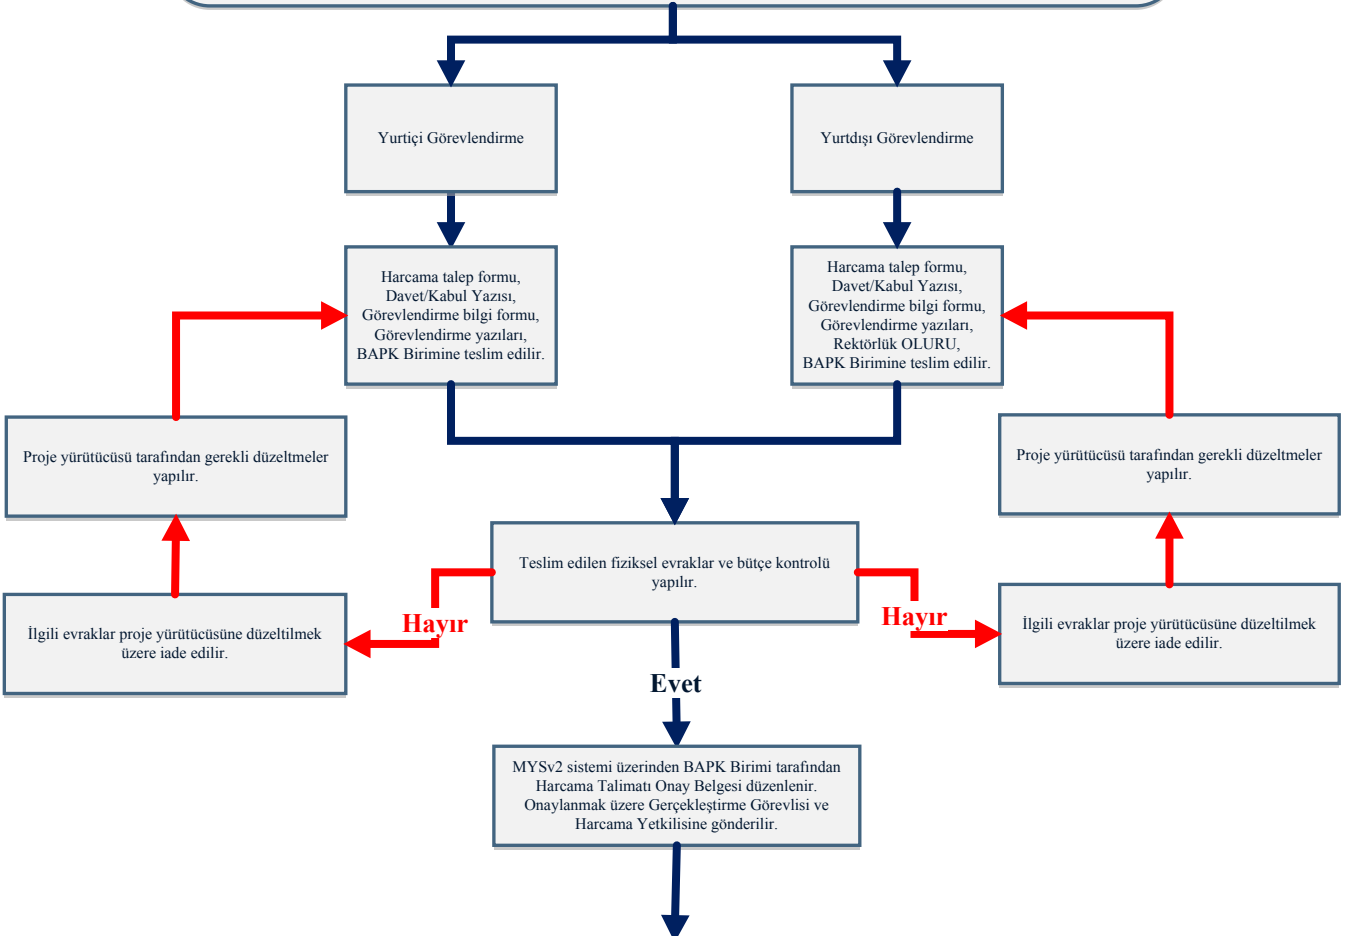 Yurtiçi Görevlendirme
Yurtdışı Görevlendirme
Harcama talep formu,
Davet/Kabul Yazısı,
Görevlendirme bilgi formu,
Görevlendirme yazıları,
BAPK Birimine teslim edilir.
Harcama talep formu,
Davet/Kabul Yazısı,
Görevlendirme bilgi formu,
Görevlendirme yazıları,
Rektörlük OLURU,
BAPK Birimine teslim edilir.
Proje yürütücüsü tarafından gerekli düzeltmeler
yapılır.
Proje yürütücüsü tarafından gerekli düzeltmeler
yapılır.
Teslim edilen fiziksel evraklar ve bütçe kontrolü
yapılır.
Hayır
Hayır
İlgili evraklar proje yürütücüsüne düzeltilmek
üzere iade edilir.
İlgili evraklar proje yürütücüsüne düzeltilmek
üzere iade edilir.
Evet
MYSv2 sistemi üzerinden BAPK Birimi tarafından
Harcama Talimatı Onay Belgesi düzenlenir.
Onaylanmak üzere Gerçekleştirme Görevlisi ve
Harcama Yetkilisine gönderilir.